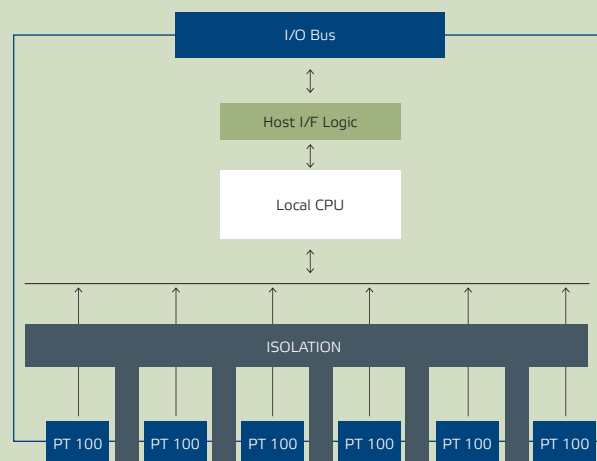 I/O Bus
Host I/F Logic
Local CPU
ISOLATION
PT 100 PT 100 PT 100 PT 100 PT 100 PT 100